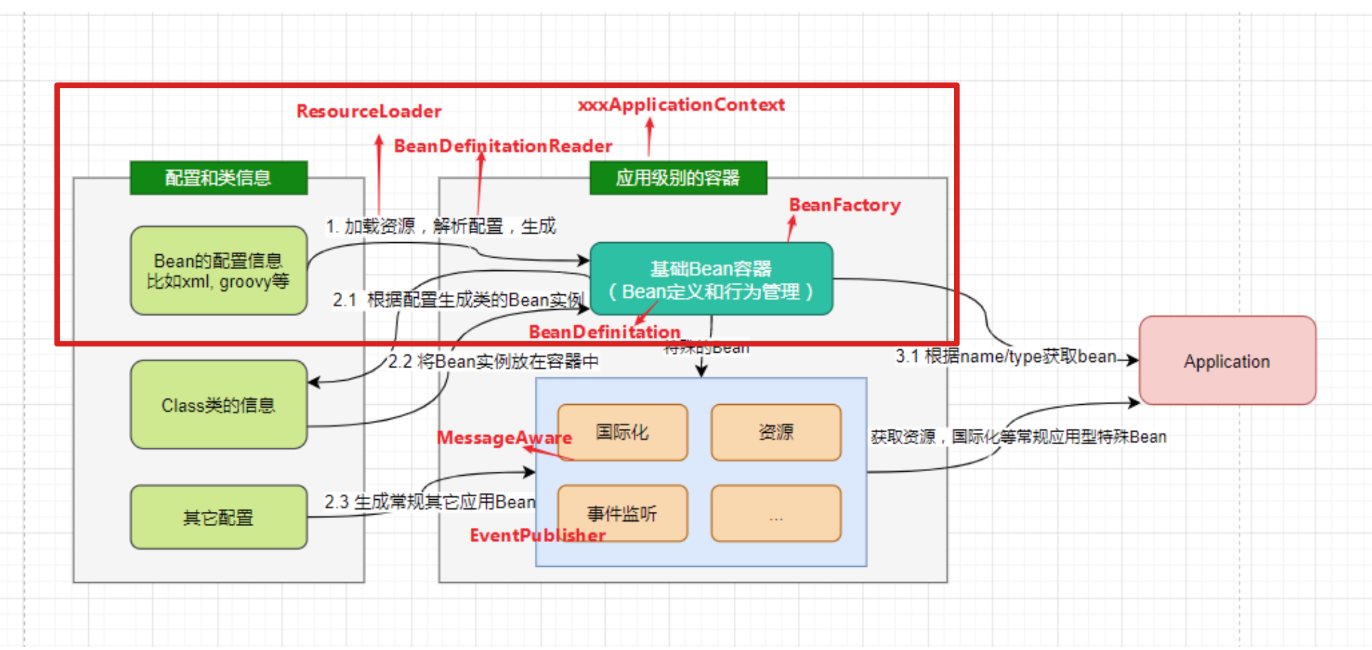 ResourceLoader
xxxApplicationContext
BeanDefinitationReader
配置和类信息
应用级别的容器
BeanFactory
1. 加载资源，解析配置，生成
Bean的配置信息
比如xml, groovy等
基础Bean容器
（Bean定义和行为管理）
2.1 根据配置生成类的Bean实例
BeanDefinitation
特殊的Bean
2.2 将Bean实例放在容器中
3.1 根据name/type获取bean
Application
Class类的信息
国际化
资源
MessageAware
获取资源，国际化等常规应用型特殊Bean
2.3 生成常规其它应用Bean
其它配置
事件监听
...
EventPublisher